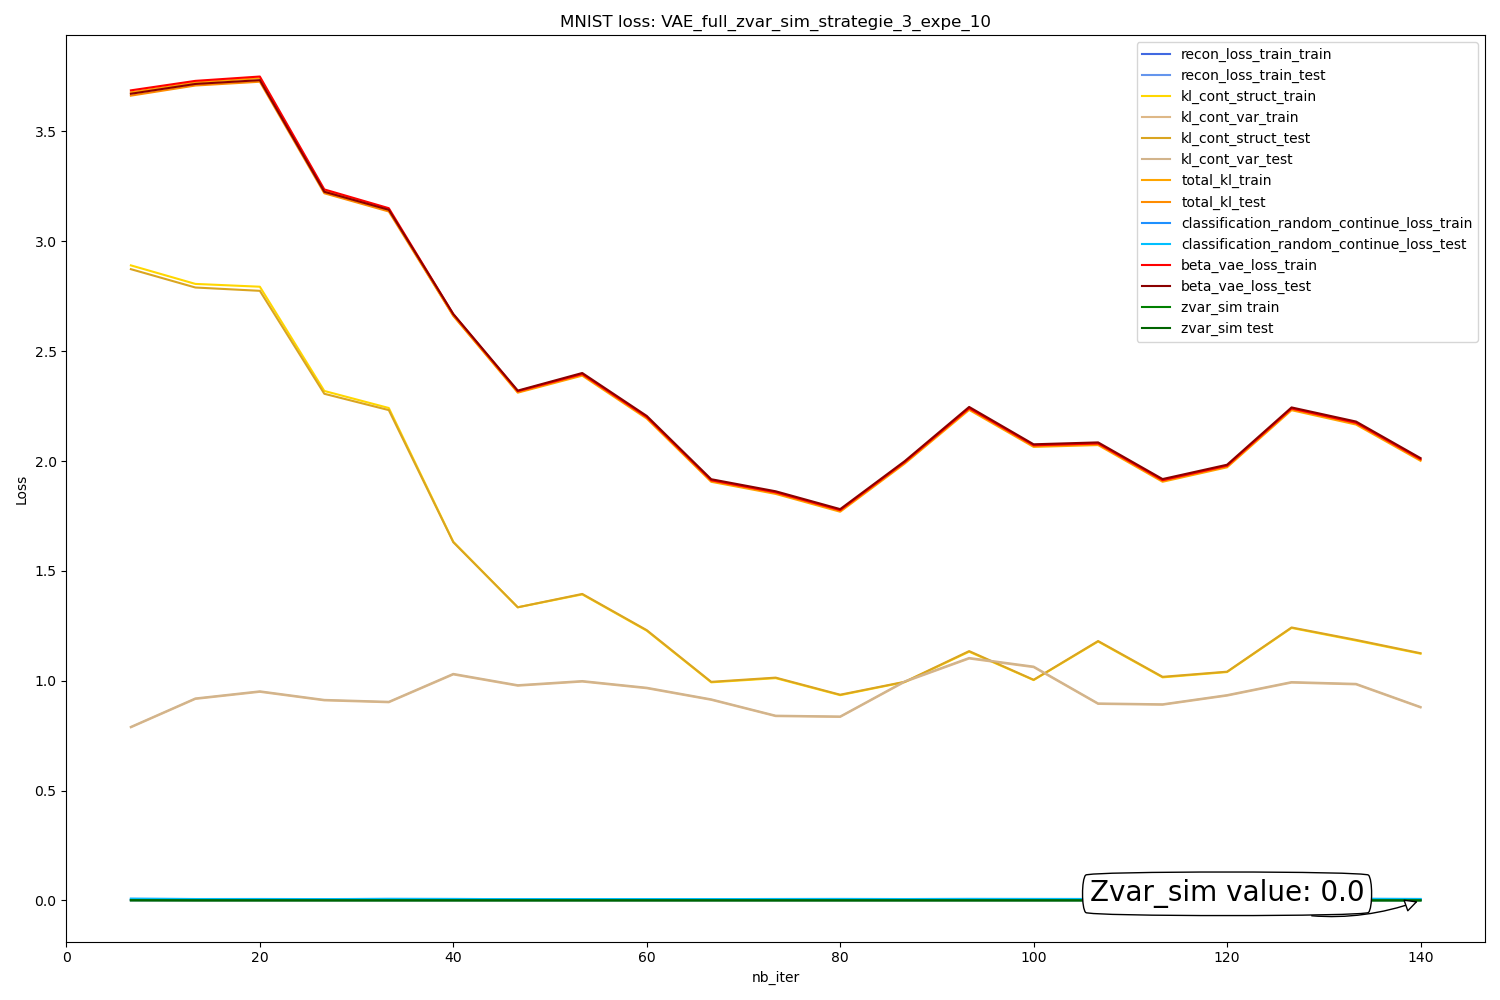 MNIST loss: VAE_full_zvar_sim_strategie_3_expe_10
recon_loss_train_train
recon_loss_train_test
kl_cont_struct_train
kl_cont_var_train
kl_cont_struct_test
kl_cont_var_test
total_kl_train
total_kl_test
classification_random_continue_loss_train
classification_random_continue_loss_test
beta_vae_loss_train
beta_vae_loss_test
zvar_sim train
zvar_sim test
Loss
3.5
3.0
2.5
2.0
1.5
1.0
0.5
0.0
Zvar_sim value: 0.0
0 20 40 60 80 100 120 140
nb_iter